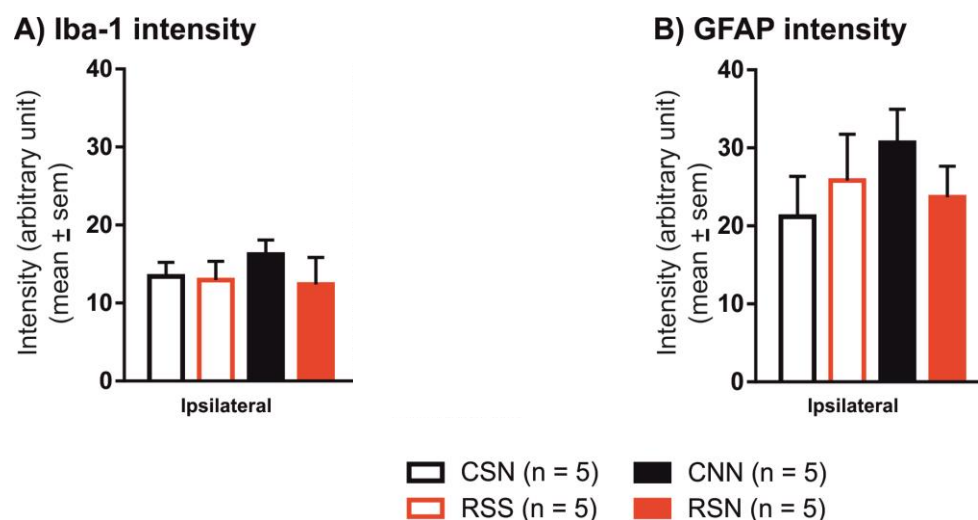 A) Iba-1 intensity
Intensity (arbitrary unit)
(mean ± sem)
40
30
20
10
0
Ipsilateral
B) GFAP intensity
Intensity (arbitrary unit)
(mean ± sem)
40
30
20
10
0
Ipsilateral
CSN (n = 5) CNN (n = 5)
RSS (n = 5) RSN (n = 5)